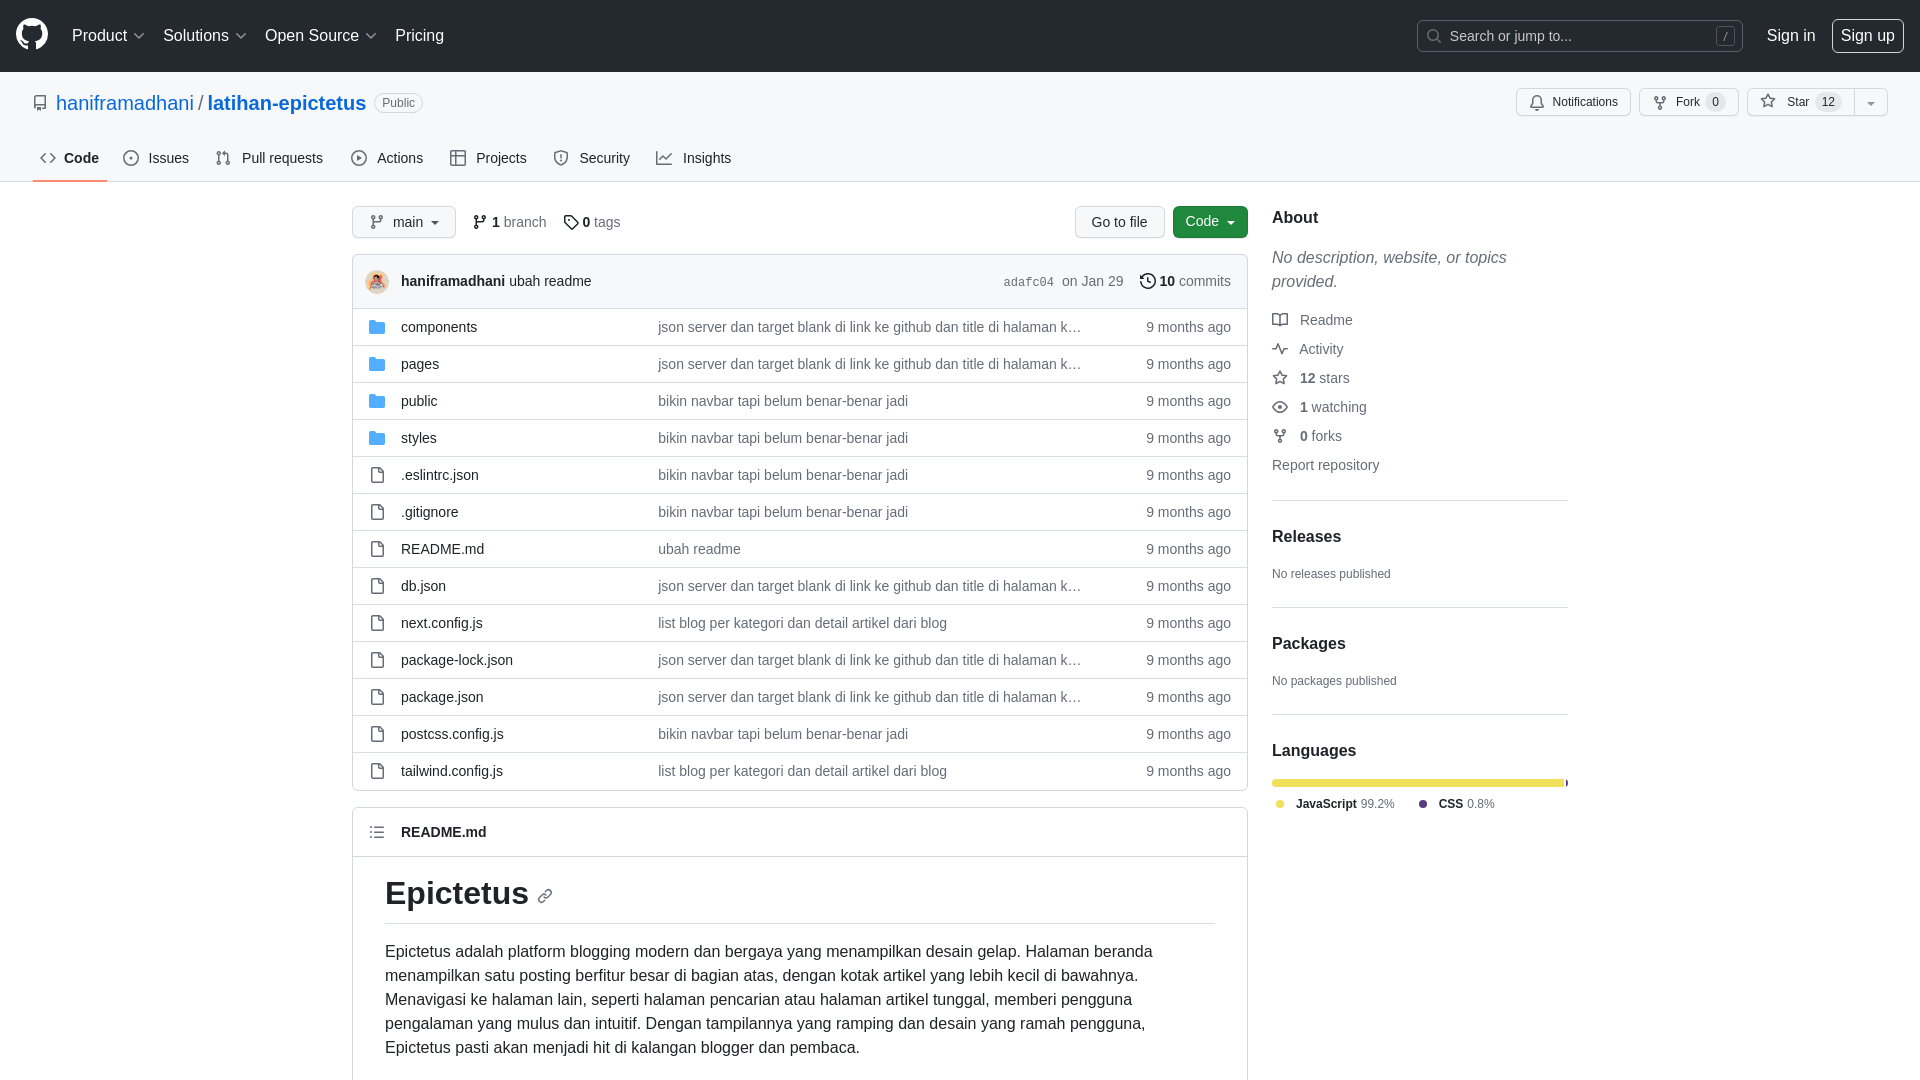 Product Solutions Open Source Pricing Search or jump to... / Sign in Sign up
haniframadhani / latihan-epictetus Public Notifications Fork 0 Star 12
Code Issues Pull requests Actions Projects Security Insights
main 1 branch 0 tags Go to file Code
haniframadhani ubah readme adafc04 on Jan 29 10 commits
components json server dan target blank di link ke github dan title di halaman k… 9 months ago
pages json server dan target blank di link ke github dan title di halaman k… 9 months ago
public bikin navbar tapi belum benar-benar jadi 9 months ago
styles bikin navbar tapi belum benar-benar jadi 9 months ago
.eslintrc.json bikin navbar tapi belum benar-benar jadi 9 months ago
.gitignore bikin navbar tapi belum benar-benar jadi 9 months ago
README.md ubah readme 9 months ago
db.json json server dan target blank di link ke github dan title di halaman k… 9 months ago
next.config.js list blog per kategori dan detail artikel dari blog 9 months ago
package-lock.json json server dan target blank di link ke github dan title di halaman k… 9 months ago
package.json json server dan target blank di link ke github dan title di halaman k… 9 months ago
postcss.config.js bikin navbar tapi belum benar-benar jadi 9 months ago
tailwind.config.js list blog per kategori dan detail artikel dari blog 9 months ago
README.md
Epictetus
Epictetus adalah platform blogging modern dan bergaya yang menampilkan desain gelap. Halaman beranda
menampilkan satu posting berfitur besar di bagian atas, dengan kotak artikel yang lebih kecil di bawahnya.
Menavigasi ke halaman lain, seperti halaman pencarian atau halaman artikel tunggal, memberi pengguna
pengalaman yang mulus dan intuitif. Dengan tampilannya yang ramping dan desain yang ramah pengguna,
Epictetus pasti akan menjadi hit di kalangan blogger dan pembaca.
About
No description, website, or topics
provided.
Readme
Activity
12 stars
1 watching
0 forks
Report repository
Releases
No releases published
Packages
No packages published
Languages
JavaScript 99.2% CSS 0.8%